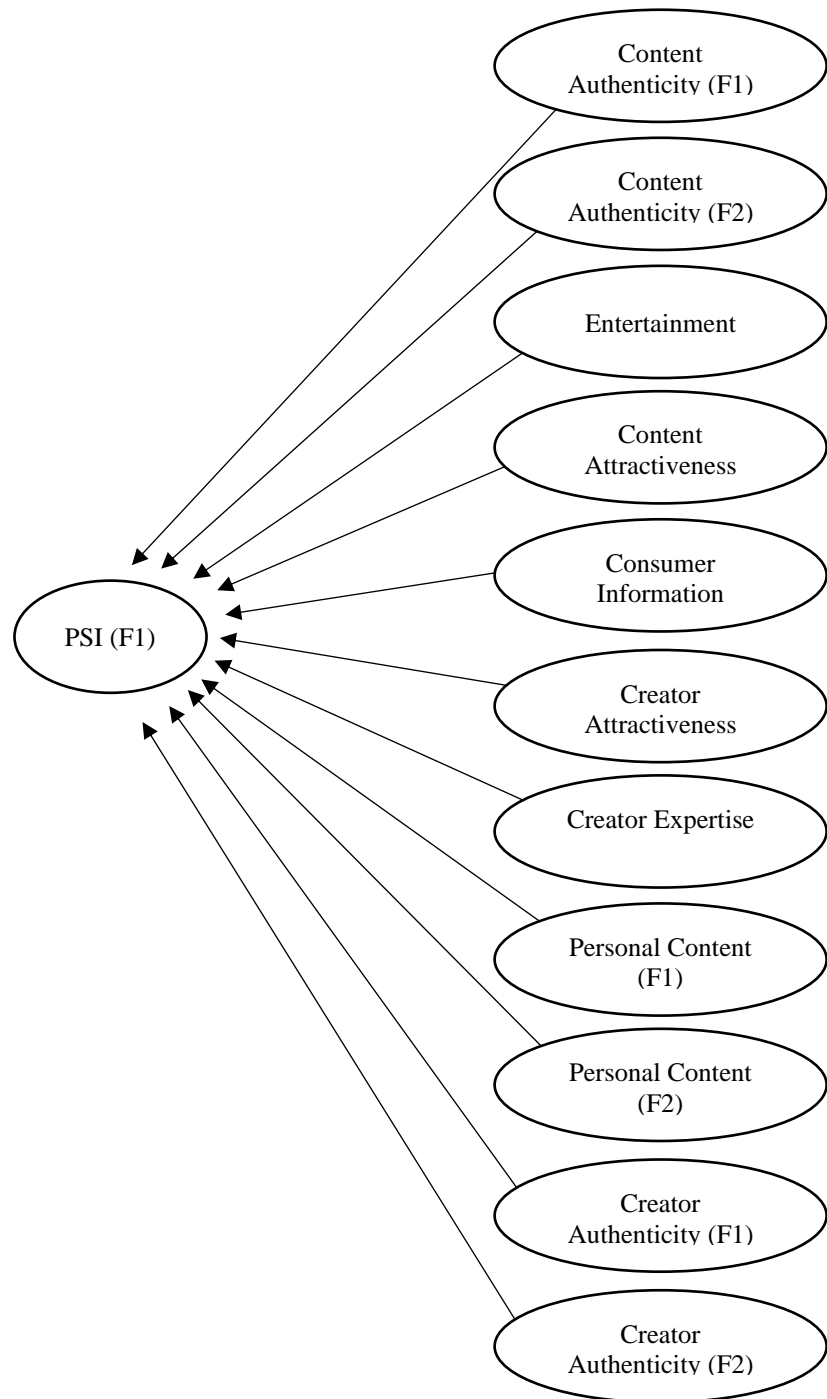 Content
Authenticity (F1)
Content
Authenticity (F2)
Entertainment
Content
Attractiveness
Consumer
Information
PSI (F1)
Creator
Attractiveness
Creator Expertise
Personal Content
(F1)
Personal Content
(F2)
Creator
Authenticity (F1)
Creator
Authenticity (F2)